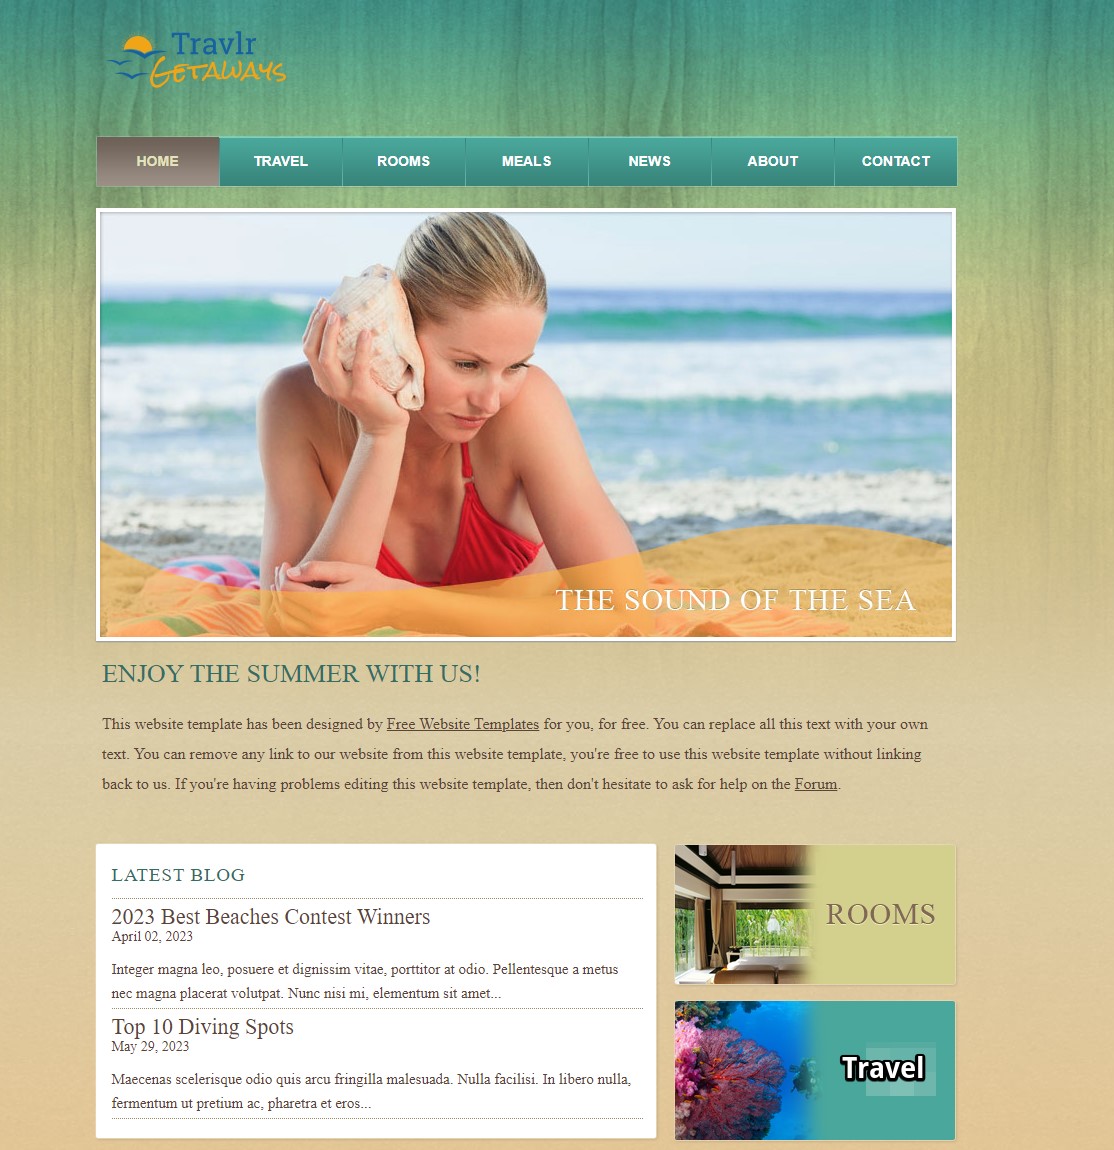 Travlr
Getaways
HOME TRAVEL ROOMS MEALS NEWS ABOUT CONTACT
THE SOUND OF THE SEA
ENJOY THE SUMMER WITH US!
This website template has been designed by Free Website Templates for you, for free. You can replace all this text with your own
text. You can remove any link to our website from this website template, you're free to use this website template without linking
back to us. If you're having problems editing this website template, then don't hesitate to ask for help on the Forum.
LATEST BLOG
2023 Best Beaches Contest Winners
April 02, 2023
Integer magna leo, posuere et dignissim vitae, porttitor at odio. Pellentesque a metus
nec magna placerat volutpat. Nunc nisi mi, elementum sit amet...
Top 10 Diving Spots
May 29, 2023
Maecenas scelerisque odio quis arcu fringilla malesuada. Nulla facilisi. In libero nulla,
fermentum ut pretium ac, pharetra et eros...
ROOMS
Travel